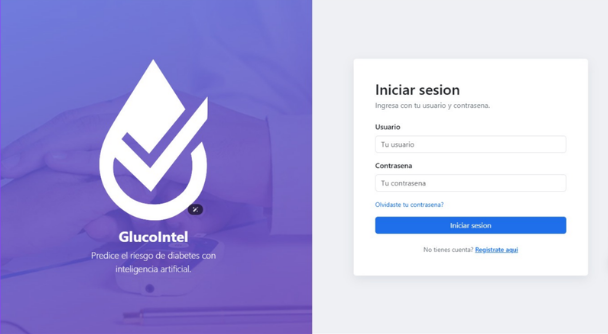 GlucoIntel
Predice el riesgo de diabetes con
inteligencia artificial.
Iniciar sesion
Ingresa con tu usuario y contrasena.
Usuario
Tu usuario
Contrasena
Tu contrasena
Olvidaste tu contrasena?
Iniciar sesion
No tienes cuenta? Registrate aqui